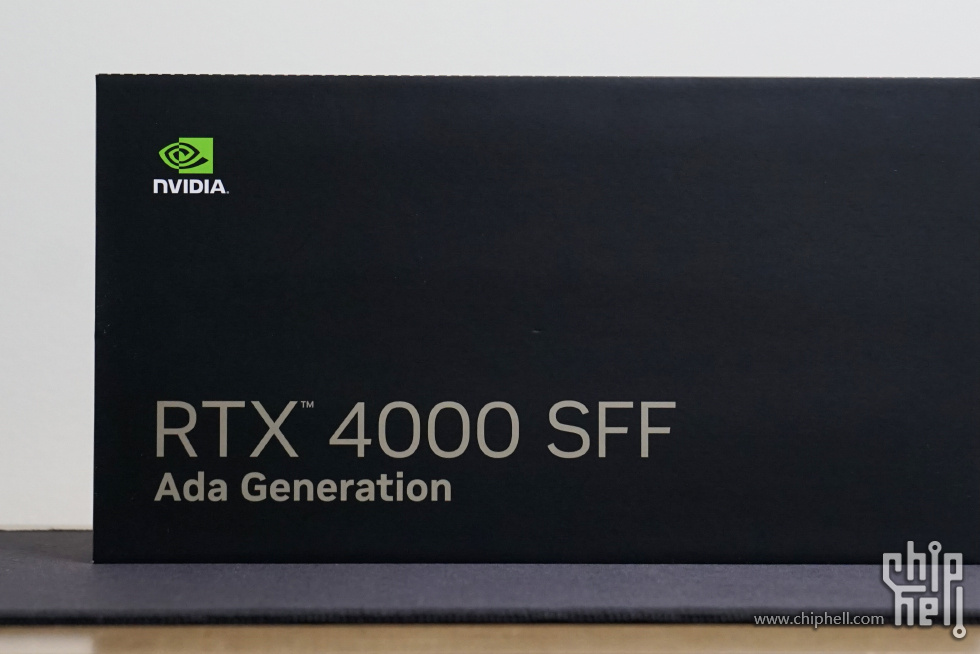 NVIDIA.
RTX™ 4000 SFF
Ada Generation
www.chiphell.com
chip
hell